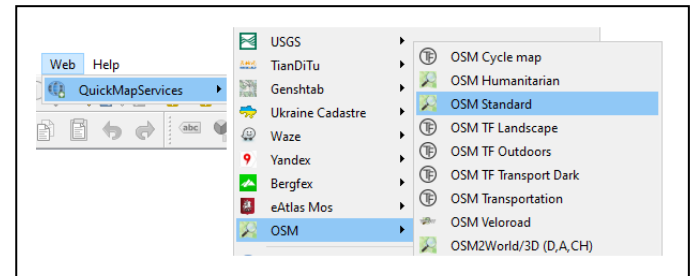 Web Help
QuickMapServices
abc
USGS
TianDiTu
Genshtab
Ukraine Cadastre
Waze
Yandex
Bergfex
eAtlas Mos
OSM
OSM Cycle map
OSM Humanitarian
OSM Standard
OSM TF Landscape
OSM TF Outdoors
OSM TF Transport Dark
OSM Transportation
OSM Veloroad
OSM2World/3D (D,A,CH)